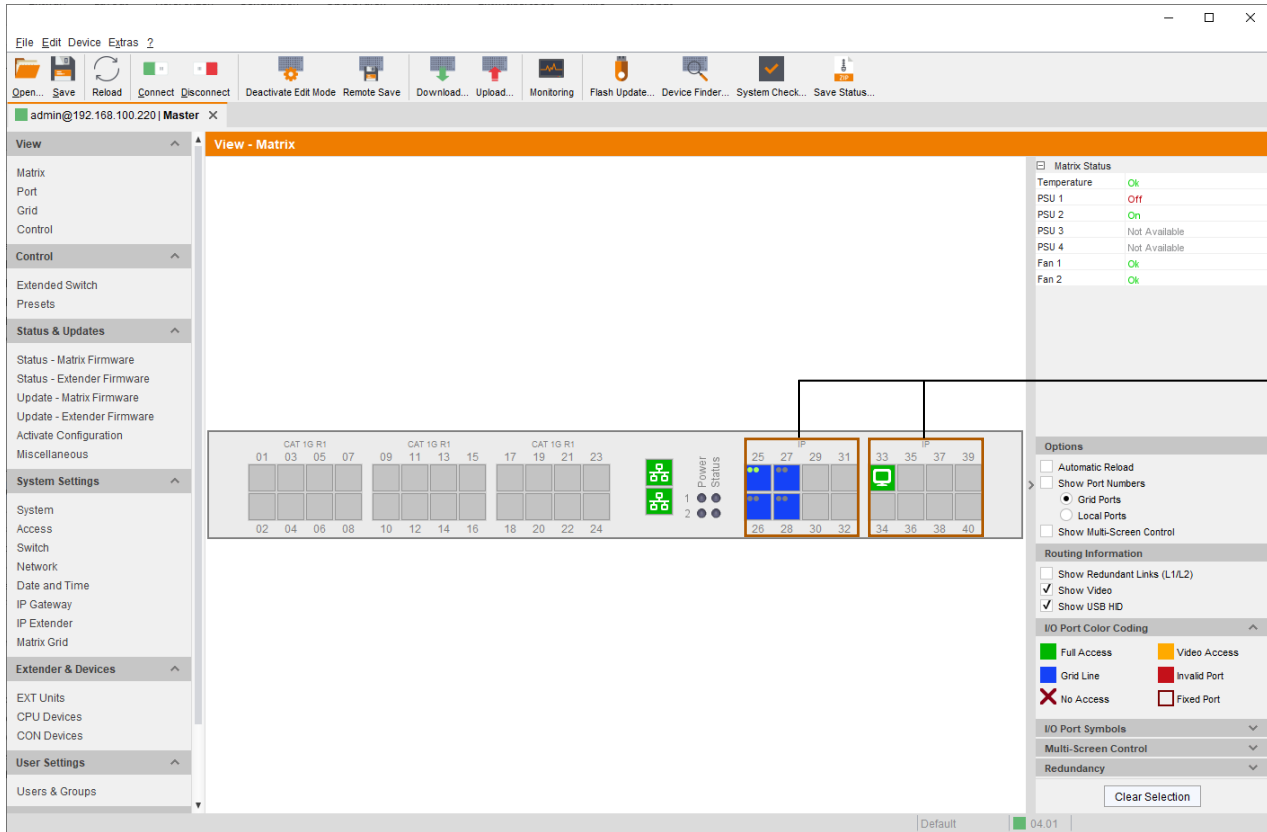 File Edit Device Extras ?
Open... Save Reload Connect Disconnect Deactivate Edit Mode Remote Save Download... Upload... Monitoring Flash Update... Device Finder... System Check... Save Status...
ZIP
admin@192.168.100.220 | Master
View
Matrix
Port
Grid
Control
Control
Extended Switch
Presets
Status & Updates
Status - Matrix Firmware
Status - Extender Firmware
Update - Matrix Firmware
Update - Extender Firmware
Activate Configuration
Miscellaneous
System Settings
System
Access
Switch
Network
Date and Time
IP Gateway
IP Extender
Matrix Grid
Extender & Devices
EXT Units
CPU Devices
CON Devices
User Settings
Users & Groups
View - Matrix
CAT 1G R1 CAT 1G R1 CAT 1G R1 IP IP
01 03 05 07 09 11 13 15 17 19 21 23 25 27 29 31 33 35 37 39
Power
Status
1
2
02 04 06 08 10 12 14 16 18 20 22 24 26 28 30 32 34 36 38 40
Matrix Status
Temperature Ok
PSU 1 Off
PSU 2 On
PSU 3 Not Available
PSU 4 Not Available
Fan 1 Ok
Fan 2 Ok
Options
Automatic Reload
Show Port Numbers
Grid Ports
Local Ports
Show Multi-Screen Control
Routing Information
Show Redundant Links (L1/L2)
Show Video
Show USB HID
I/O Port Color Coding
Full Access Video Access
Grid Line Invalid Port
No Access Fixed Port
I/O Port Symbols
Multi-Screen Control
Redundancy
Clear Selection
Default 04.01